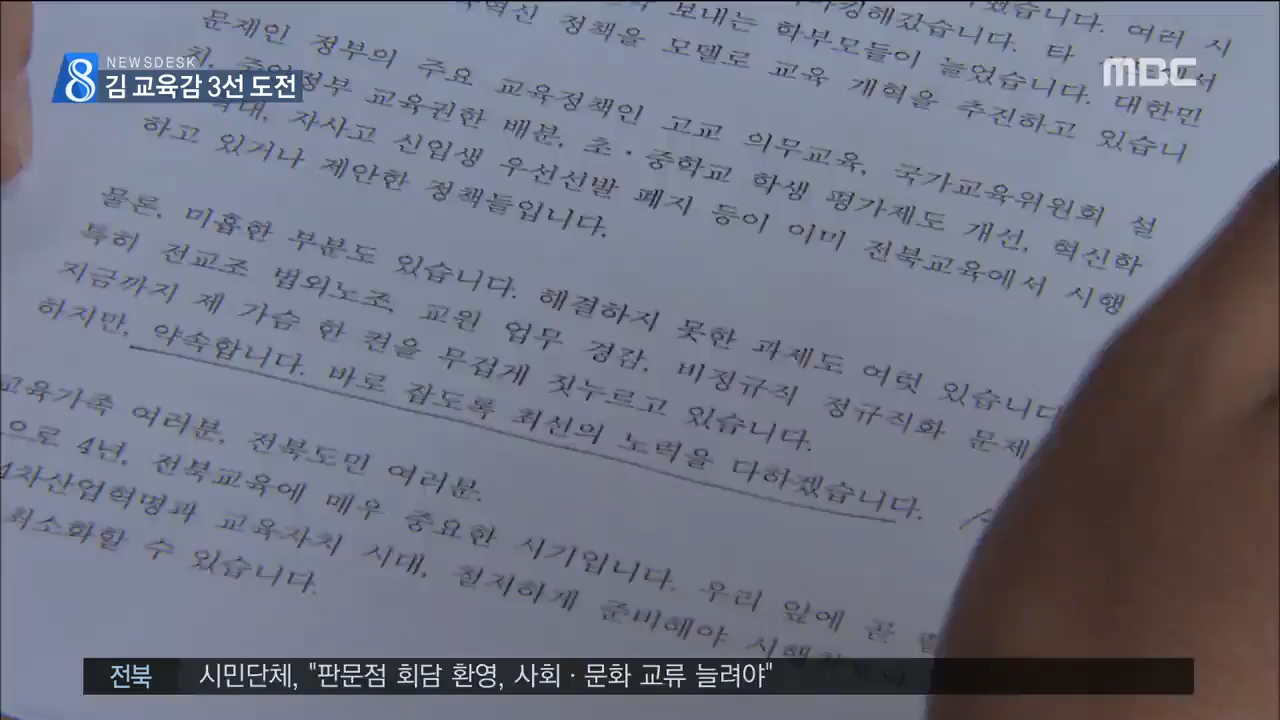 NEWSDESK
8 김 교육감 3선 도전
MBC
보내는 학부모들이 늘었습니다. 타
여러 시
정책을 모델로 교육 개혁을 추진하고 있습니
대한민
문제인 정부의 주요 교육정책인 고교 의무교육, 국가교육위원회 설
교육권한 배분, 초·중학교 학생 평가제도 개선, 혁신학
자사고 신입생 우선선발 폐지 등이 이미 전북교육에서 시행
하고 있거나 제안한 정책들입니다.
물론, 미흡한 부분도 있습니다. 해결하지 못한 과제도 여럿 있습니다
특히 전교조 법외노조, 교원 업무 경감, 비정규직 정규직화 문제
지금까지 제 가슴 한 켠을 무겁게 짓누르고 있습니다.
하지만, 약속합니다. 바로 잡도록 최선의 노력을 다하겠습니다.
교육가족 여러분, 전북도민 여러분.
으로 4년, 전북교육에 매우 중요한 시기입니다. 우리 앞에 곧
4차산업혁명과 교육자치 시대, 철저하게 준비해야
최소화할 수 있습니다.
전북 시민단체, "판문점 회담 환영, 사회·문화 교류 늘려야"